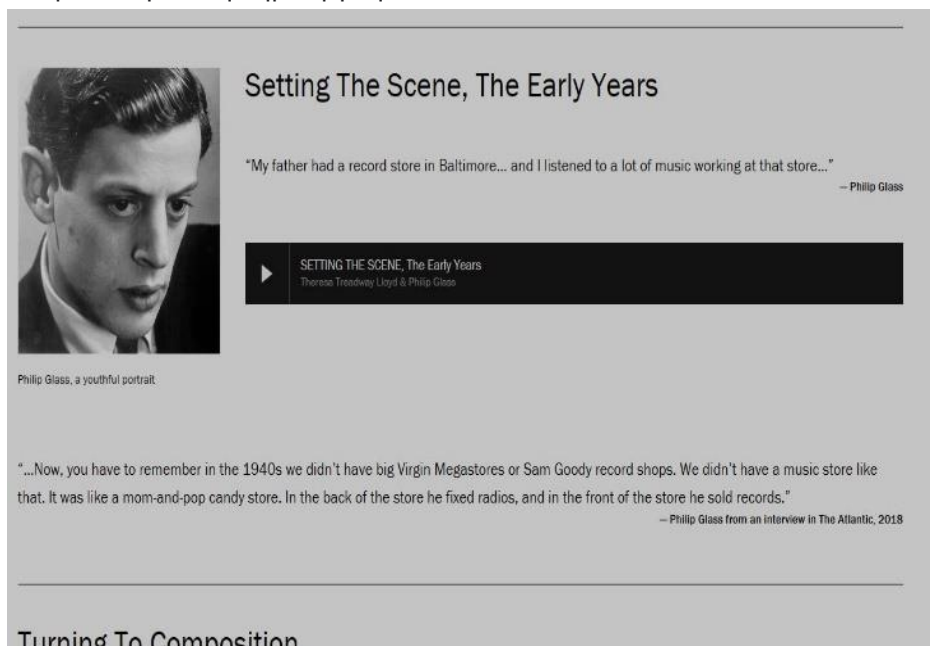 Setting The Scene, The Early Years
“My father had a record store in Baltimore... and I listened to a lot of music working at that store...”
– Philip Glass
SETTING THE SCENE, The Early Years
Theresa Treadway Lloyd & Philip Glass
Philip Glass, a youthful portrait
“...Now, you have to remember in the 1940s we didn’t have big Virgin Megastores or Sam Goody record shops. We didn’t have a music store like
that. It was like a mom-and-pop candy store. In the back of the store he fixed radios, and in the front of the store he sold records.”
– Philip Glass from an interview in The Atlantic, 2018
Turning To Composition